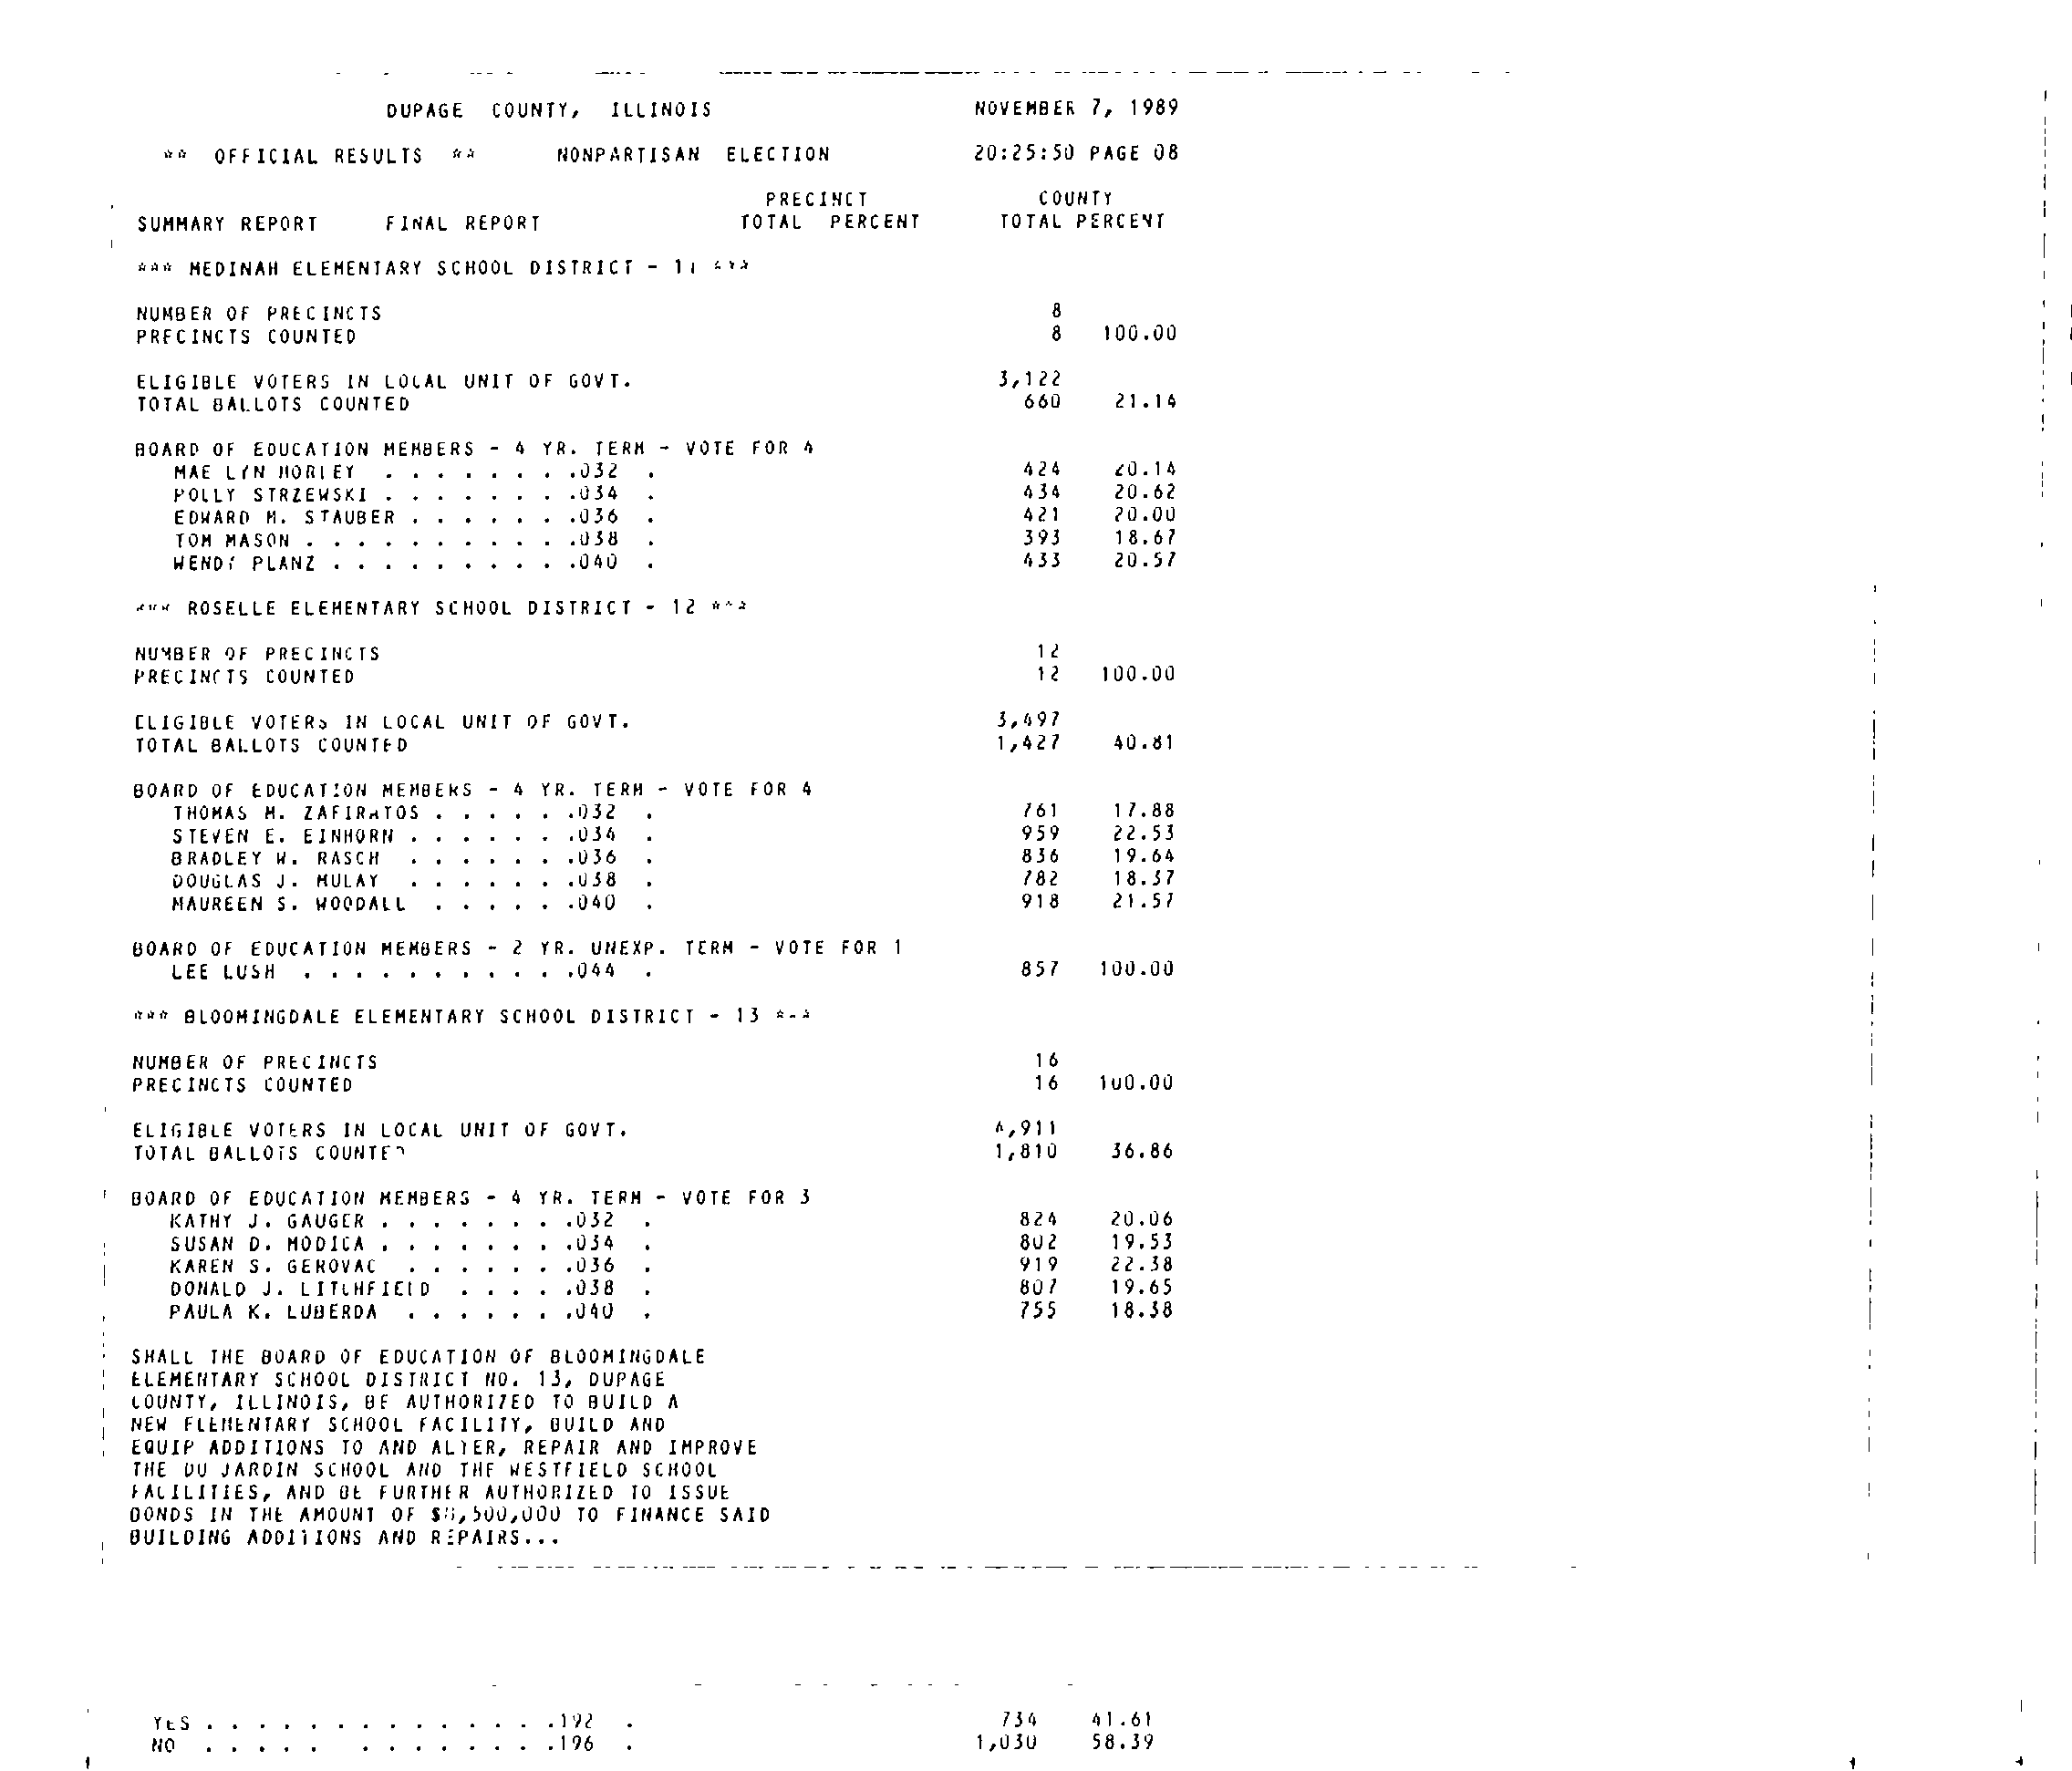 DUPAGE COUNTY, ILLINOIS NOVEMBER 7, 1989
** OFFICIAL RESULTS ** NONPARTISAN ELECTION 20:25:50 PAGE 08
PRECINCT COUNTY
SUMMARY REPORT FINAL REPORT TOTAL PERCENT TOTAL PERCENT
*** MEDINAH ELEMENTARY SCHOOL DISTRICT - 11 ***
NUMBER OF PRECINCTS 8
PRECINCTS COUNTED 8 100.00
ELIGIBLE VOTERS IN LOCAL UNIT OF GOVT. 3,122
TOTAL BALLOTS COUNTED 660 21.14
BOARD OF EDUCATION MEMBERS - 4 YR. TERM - VOTE FOR 4
MAE LYN HORLEY . . . . . . . .032 . 424 20.14
POLLY STRZEWSKI . . . . . . . .034 . 434 20.62
EDWARD M. STAUBER . . . . . . .036 . 421 20.00
TOM MASON . . . . . . . . . . .038 . 393 18.67
WENDY PLANZ . . . . . . . . . .040 . 433 20.57
*** ROSELLE ELEMENTARY SCHOOL DISTRICT - 12 ***
NUMBER OF PRECINCTS 12
PRECINCTS COUNTED 12 100.00
ELIGIBLE VOTERS IN LOCAL UNIT OF GOVT. 3,497
TOTAL BALLOTS COUNTED 1,427 40.81
BOARD OF EDUCATION MEMBERS - 4 YR. TERM - VOTE FOR 4
THOMAS M. ZAFIRATOS . . . . . .032 . 761 17.88
STEVEN E. EINHORN . . . . . . .034 . 959 22.53
BRADLEY W. RASCH . . . . . . .036 . 836 19.64
DOUGLAS J. MULAY . . . . . . .038 . 782 18.37
MAUREEN S. WOODALL . . . . . .040 . 918 21.57
BOARD OF EDUCATION MEMBERS - 2 YR. UNEXP. TERM - VOTE FOR 1
LEE LUSH . . . . . . . . . . .044 . 857 100.00
*** BLOOMINGDALE ELEMENTARY SCHOOL DISTRICT - 13 ***
NUMBER OF PRECINCTS 16
PRECINCTS COUNTED 16 100.00
ELIGIBLE VOTERS IN LOCAL UNIT OF GOVT. 4,911
TOTAL BALLOTS COUNTED 1,810 36.86
BOARD OF EDUCATION MEMBERS - 4 YR. TERM - VOTE FOR 3
KATHY J. GAUGER . . . . . . . .032 . 824 20.06
SUSAN D. MODICA . . . . . . . .034 . 802 19.53
KAREN S. GEROVAC . . . . . . .036 . 919 22.38
DONALD J. LITCHFIELD . . . . .038 . 807 19.65
PAULA K. LUBERDA . . . . . . .040 . 755 18.38
SHALL THE BOARD OF EDUCATION OF BLOOMINGDALE
ELEMENTARY SCHOOL DISTRICT NO. 13, DUPAGE
COUNTY, ILLINOIS, BE AUTHORIZED TO BUILD A
NEW ELEMENTARY SCHOOL FACILITY, BUILD AND
EQUIP ADDITIONS TO AND ALTER, REPAIR AND IMPROVE
THE DU JARDIN SCHOOL AND THE WESTFIELD SCHOOL
FACILITIES, AND BE FURTHER AUTHORIZED TO ISSUE
BONDS IN THE AMOUNT OF TO FINANCE SAID
BUILDING ADDITIONS AND REPAIRS...
YES . . . . . . . . . . . . . .192 . 734 41.61
NO . . . . . . . . . . . . .196 . 1,030 58.39